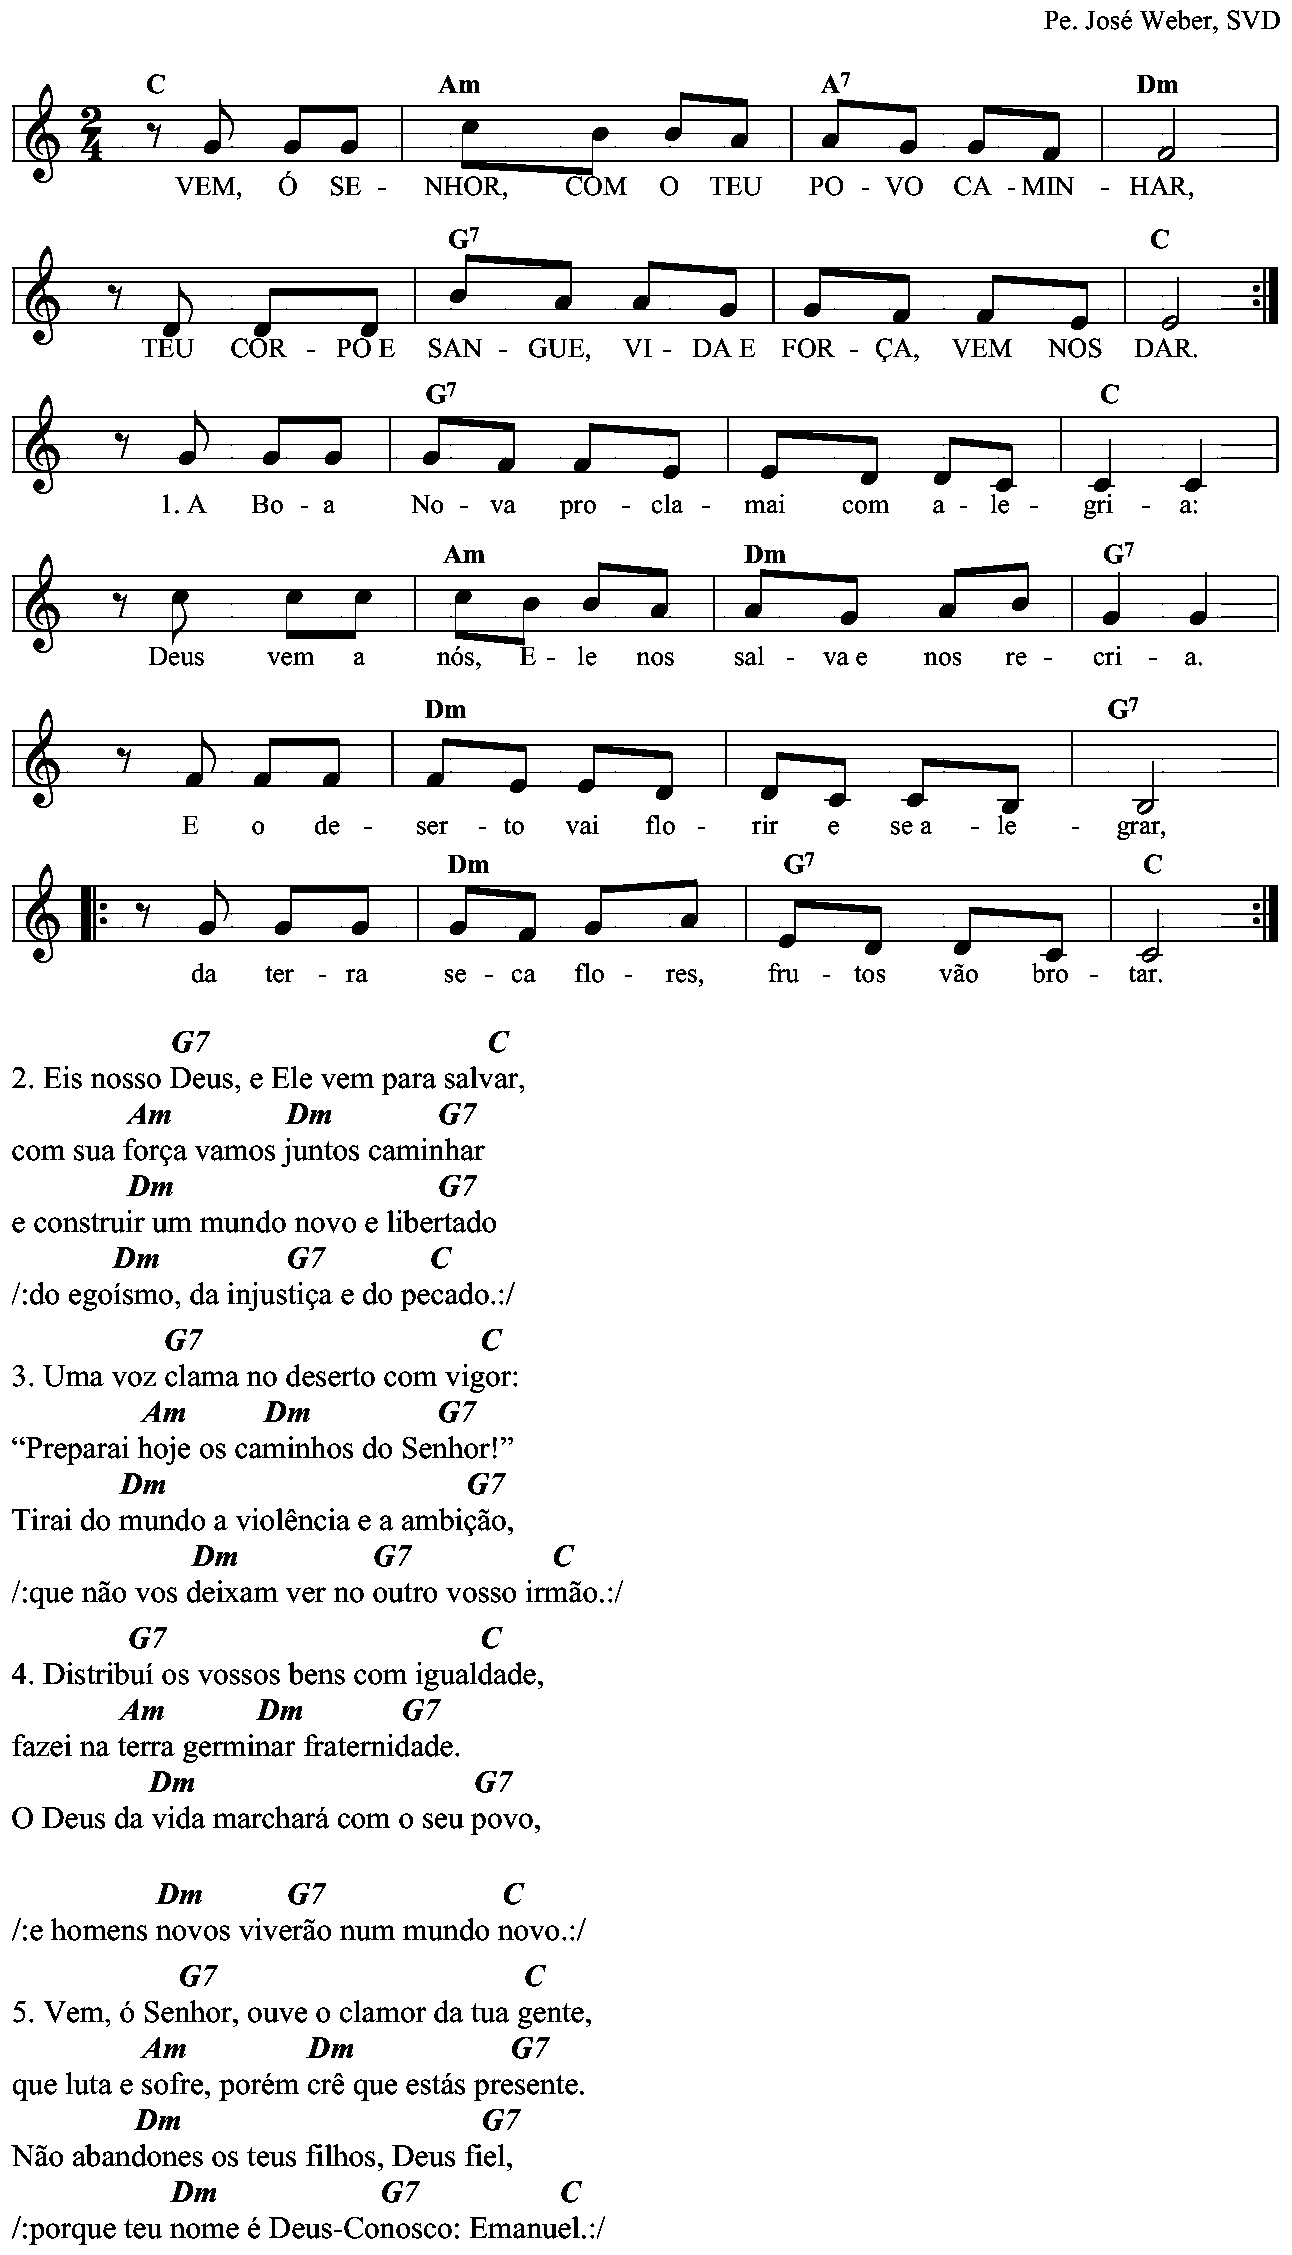 Pe. José Weber, SVD
C Am A7 Dm
2
4
VEM, Ó SE - NHOR, COM O TEU PO - VO CA - MIN - HAR,
G7 C
TEU COR - PO E SAN - GUE, VI - DA E FOR - ÇA, VEM NOS DAR.
G7 C
1. A Bo - a No - va pro - cla - mai com a - le - gri - a:
Am Dm G7
Deus vem a nós, E - le nos sal - va e nos re - cri - a.
Dm G7
E o de - ser - to vai flo - rir e se a - le - grar,
Dm G7 C
da ter - ra se - ca flo - res, fru - tos vão bro - tar.
G7 C
2. Eis nosso Deus, e Ele vem para salvar,
Am Dm G7
com sua força vamos juntos caminhar
Dm G7
e construir um mundo novo e libertado
Dm G7 C
/:do egoísmo, da injustiça e do pecado.:/
G7 C
3. Uma voz clama no deserto com vigor:
Am Dm G7
“Preparai hoje os caminhos do Senhor!”
Dm G7
Tirai do mundo a violência e a ambição,
Dm G7 C
/:que não vos deixam ver no outro vosso irmão.:/
G7 C
4. Distribuí os vossos bens com igualdade,
Am Dm G7
fazei na terra germinar fraternidade.
Dm G7
O Deus da vida marchará com o seu povo,
Dm G7 C
/:e homens novos viverão num mundo novo.:/
G7 C
5. Vem, ó Senhor, ouve o clamor da tua gente,
Am Dm G7
que luta e sofre, porém crê que estás presente.
Dm G7
Não abandones os teus filhos, Deus fiel,
Dm G7 C
/:porque teu nome é Deus-Conosco: Emanuel.:/